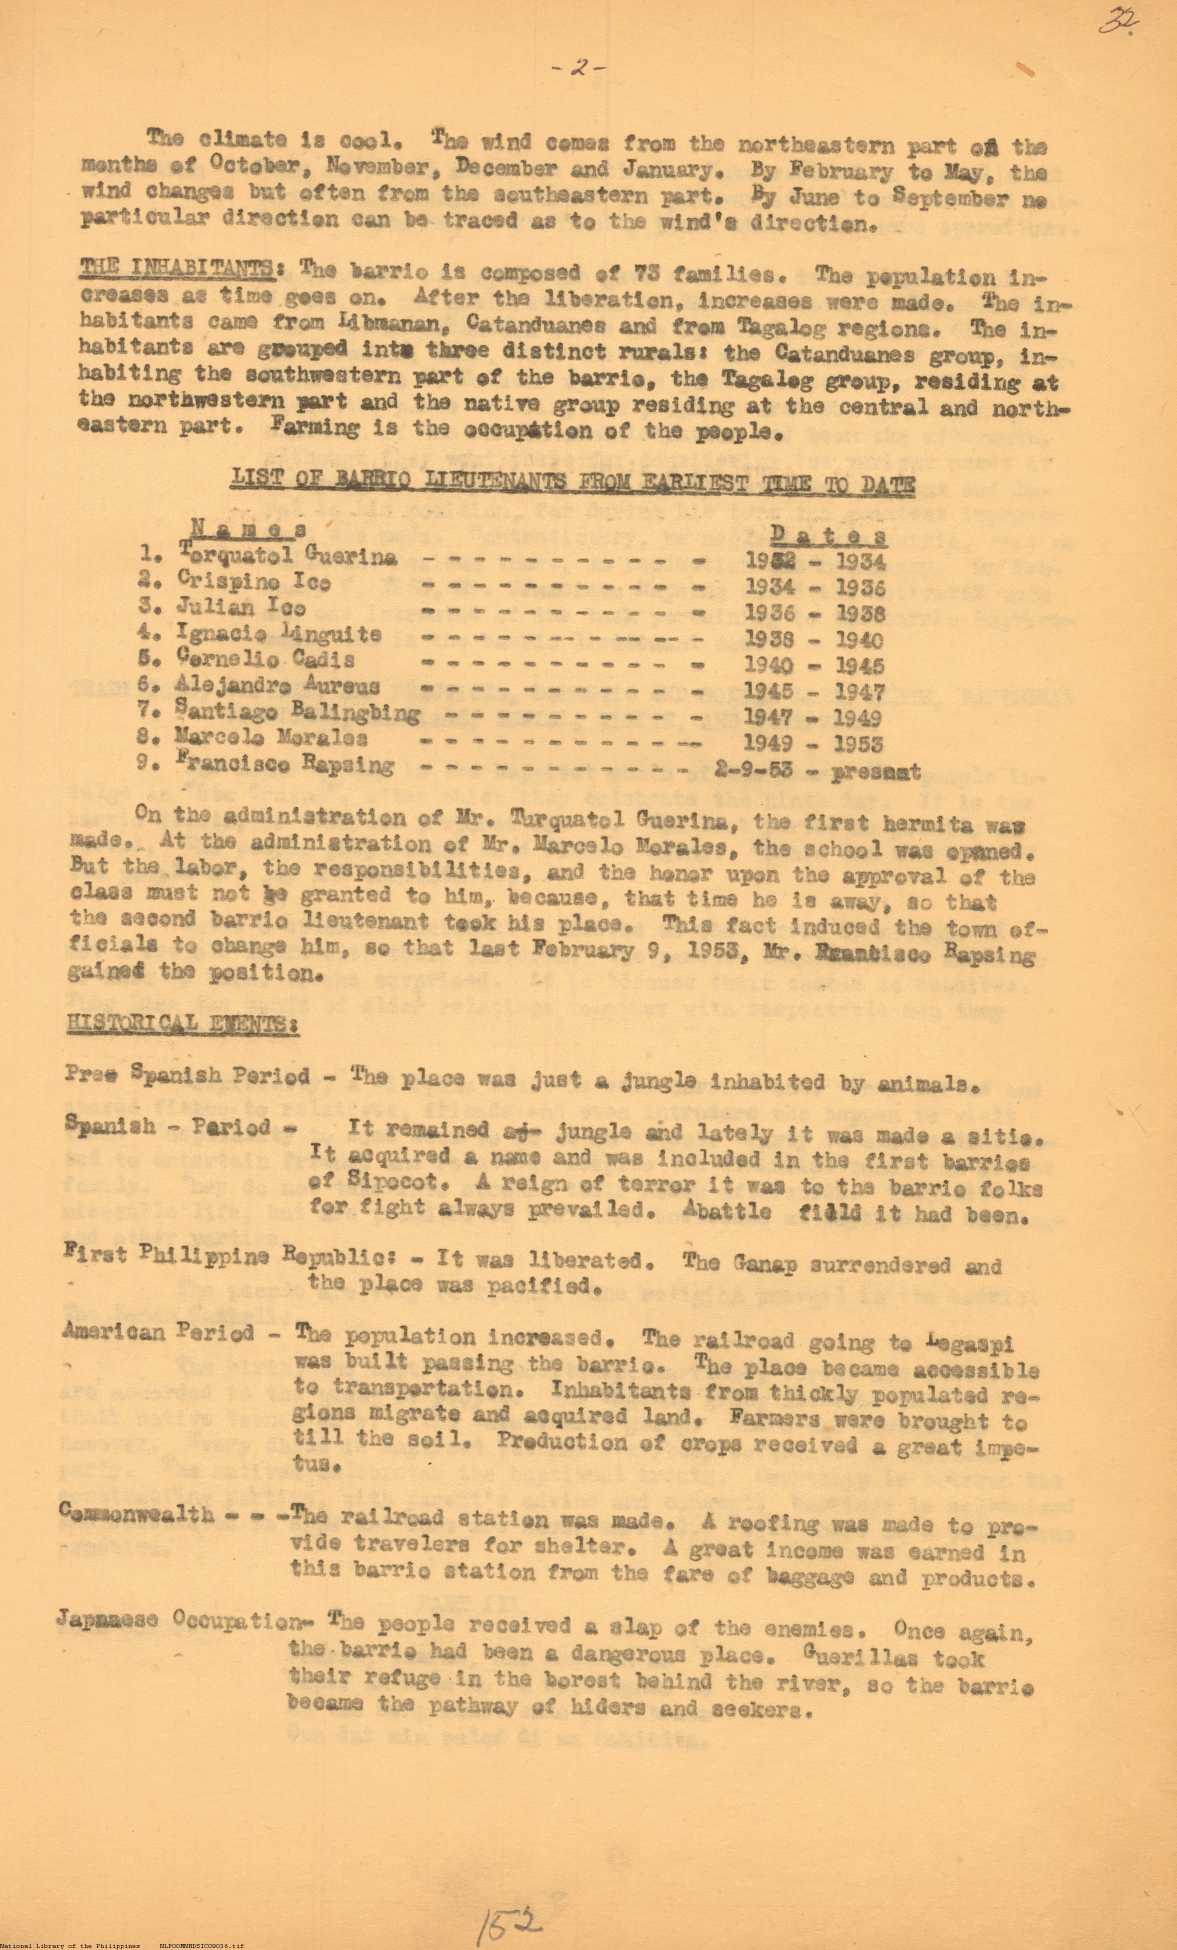 32.
- 2 -
The climate is cool. The wind comes from the northeastern part on the
months of October, November, December and January. By February to May, the
wind changes but often from the southeastern part. By June to September no
particular direction can be traced as to the wind's direction.
THE INHABITANTS: The barrio is composed of 73 families. The population in-
creases as time goes on. After the liberation, increases were made. The in-
habitants came from Libmanan, Catanduanes and from Tagalog regions. The in-
habitants are grouped into three distinct rurals: the Catanduanes group, in-
habiting the southwestern part of the barrio, the Tagalog group, residing at
the northwestern part and the native group residing at the central and north-
eastern part. Farming is the occupation of the people.
LIST OF BARRIO LIEUTENANTS FROM EARLIEST TIME TO DATE
N a m e s D a t e s
1. Torquatol Guerina - - - - - - - - - - - 1932 - 1934
2. Crispino Ico - - - - - - - - - - - 1934 - 1936
3. Julian Ico - - - - - - - - - - - 1936 - 1938
4. Ignacio Linguite - - - - - -- - -- -- - 1938 - 1940
5. Cornelio Cadis - - - - - - - - - - - 1940 - 1945
6. Alejandro Aureus - - - - - - - - - - - 1945 - 1947
7. Santiago Balingbing - - - - - - - - - - 1947 - 1949
8. Marcelo Morales - - - - - - - - - - -- 1949 - 1953
9. Francisco Rapsing - - - - - - - - - - - 2-9-53 - present
On the administration of Mr. Turquatol Guerina, the first hermita was
made. At the administration of Mr. Marcelo Morales, the school was opened.
But the labor, the responsibilities, and the honor upon the approval of the
class must not be granted to him, because, that time he is away, so that
the second barrio lieutenant took his place. This fact induced the town of-
ficials to change him, so that last February 9, 1953, Mr. Francisco Rapsing
gained the position.
HISTORICAL EVENTS:
Pree Spanish Period - The place was just a jungle inhabited by animals.
Spanish - Period - It remained aj- jungle and lately it was made a sitio.
It acquired a name and was included in the first barrios
of Sipocot. A reign of terror it was to the barrio folks
for fight always prevailed. Abattle field it had been.
First Philippine Republic: - It was liberated. The Ganap surrendered and
the place was pacified.
American Period - The population increased. The railroad going to Legaspi
was built passing the barrio. The place became accessible
to transportation. Inhabitants from thickly populated re-
gions migrate and acquired land. Farmers were brought to
till the soil. Production of crops received a great impe-
tus.
Commonwealth - - -The railroad station was made. A roofing was made to pro-
vide travelers for shelter. A great income was earned in
this barrio station from the fare of baggage and products.
Japanese Occupation- The people received a slap of the enemies. Once again,
the barrio had been a dangerous place. Guerillas took
their refuge in the borest behind the river, so the barrio
became the pathway of hiders and seekers.
152
National Library of the Philippines